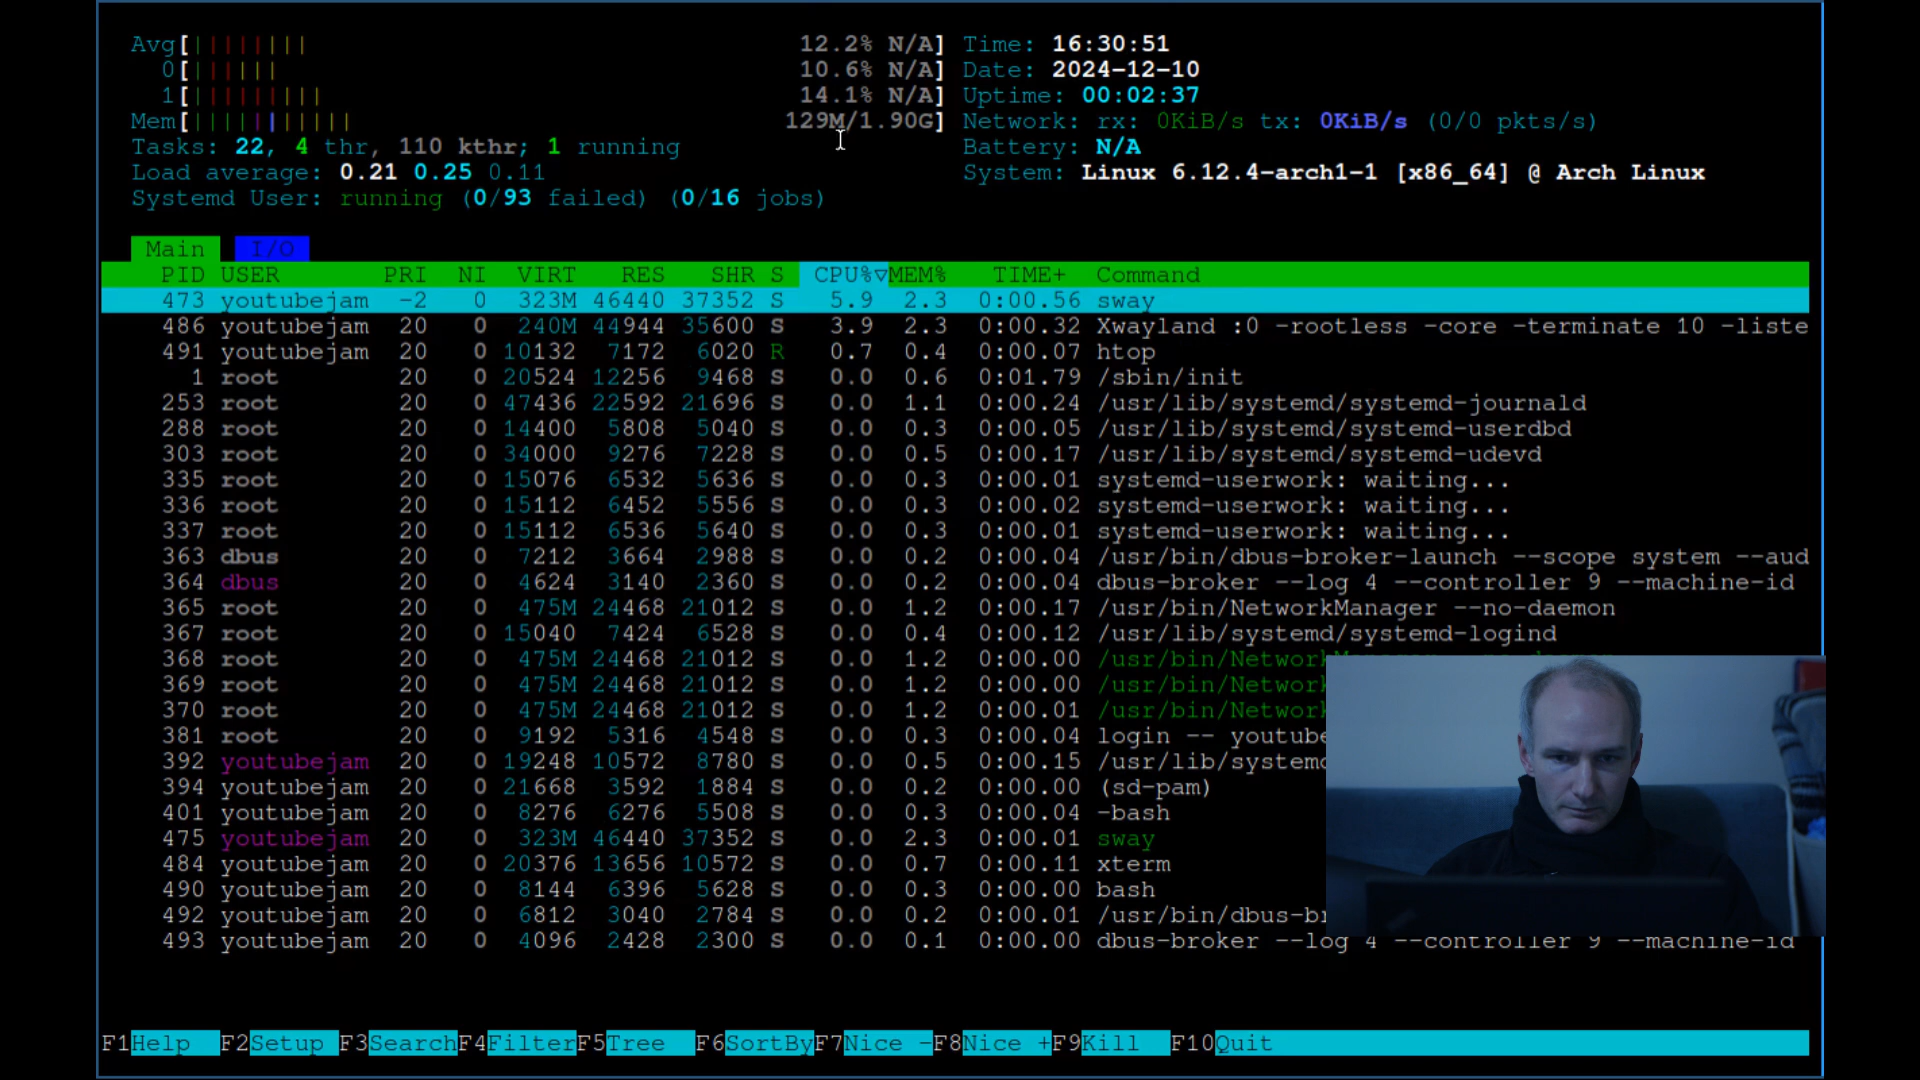 Avg[||||||||| 12.2% N/A] Time: 16:30:51
0[||||||| 10.6% N/A] Date: 2024-12-10
1[|||||||||| 14.1% N/A] Uptime: 00:02:37
Mem[|||||||||||| 129M/1.90G] Network: rx: 0KiB/s tx: 0KiB/s (0/0 pkts/s)
Tasks: 22, 4 thr, 110 kthr; 1 running Battery: N/A
Load average: 0.21 0.25 0.11 System: Linux 6.12.4-arch1-1 [x86_64] @ Arch Linux
Systemd User: running (0/93 failed) (0/16 jobs)
Main I/O
PID USER PRI NI VIRT RES SHR S CPU%▽MEM% TIME+ Command
473 youtubejam -2 0 323M 46440 37352 S 5.9 2.3 0:00.56 sway
486 youtubejam 20 0 240M 44944 35600 S 3.9 2.3 0:00.32 Xwayland :0 -rootless -core -terminate 10 -liste
491 youtubejam 20 0 10132 7172 6020 R 0.7 0.4 0:00.07 htop
1 root 20 0 20524 12256 9468 S 0.0 0.6 0:01.79 /sbin/init
253 root 20 0 47436 22592 21696 S 0.0 1.1 0:00.24 /usr/lib/systemd/systemd-journald
288 root 20 0 14400 5808 5040 S 0.0 0.3 0:00.05 /usr/lib/systemd/systemd-userdbd
303 root 20 0 34000 9276 7228 S 0.0 0.5 0:00.17 /usr/lib/systemd/systemd-udevd
335 root 20 0 15076 6532 5636 S 0.0 0.3 0:00.01 systemd-userwork: waiting...
336 root 20 0 15112 6452 5556 S 0.0 0.3 0:00.02 systemd-userwork: waiting...
337 root 20 0 15112 6536 5640 S 0.0 0.3 0:00.01 systemd-userwork: waiting...
363 dbus 20 0 7212 3664 2988 S 0.0 0.2 0:00.04 /usr/bin/dbus-broker-launch --scope system --aud
364 dbus 20 0 4624 3140 2360 S 0.0 0.2 0:00.04 dbus-broker --log 4 --controller 9 --machine-id
365 root 20 0 475M 24468 21012 S 0.0 1.2 0:00.17 /usr/bin/NetworkManager --no-daemon
367 root 20 0 15040 7424 6528 S 0.0 0.4 0:00.12 /usr/lib/systemd/systemd-logind
368 root 20 0 475M 24468 21012 S 0.0 1.2 0:00.00 /usr/bin/NetworkManager --no-daemon
369 root 20 0 475M 24468 21012 S 0.0 1.2 0:00.00 /usr/bin/Network
370 root 20 0 475M 24468 21012 S 0.0 1.2 0:00.01 /usr/bin/Network
381 root 20 0 9192 5316 4548 S 0.0 0.3 0:00.04 login -- youtube
392 youtubejam 20 0 19248 10572 8780 S 0.0 0.5 0:00.15 /usr/lib/systemd
394 youtubejam 20 0 21668 3592 1884 S 0.0 0.2 0:00.00 (sd-pam)
401 youtubejam 20 0 8276 6276 5508 S 0.0 0.3 0:00.04 -bash
475 youtubejam 20 0 323M 46440 37352 S 0.0 2.3 0:00.01 sway
484 youtubejam 20 0 20376 13656 10572 S 0.0 0.7 0:00.11 xterm
490 youtubejam 20 0 8144 6396 5628 S 0.0 0.3 0:00.00 bash
492 youtubejam 20 0 6812 3040 2784 S 0.0 0.2 0:00.01 /usr/bin/dbus-br
493 youtubejam 20 0 4096 2428 2300 S 0.0 0.1 0:00.00 dbus-broker --log 4 --controller 9 --machine-id
F1Help F2Setup F3SearchF4FilterF5Tree F6SortByF7Nice -F8Nice +F9Kill F10Quit